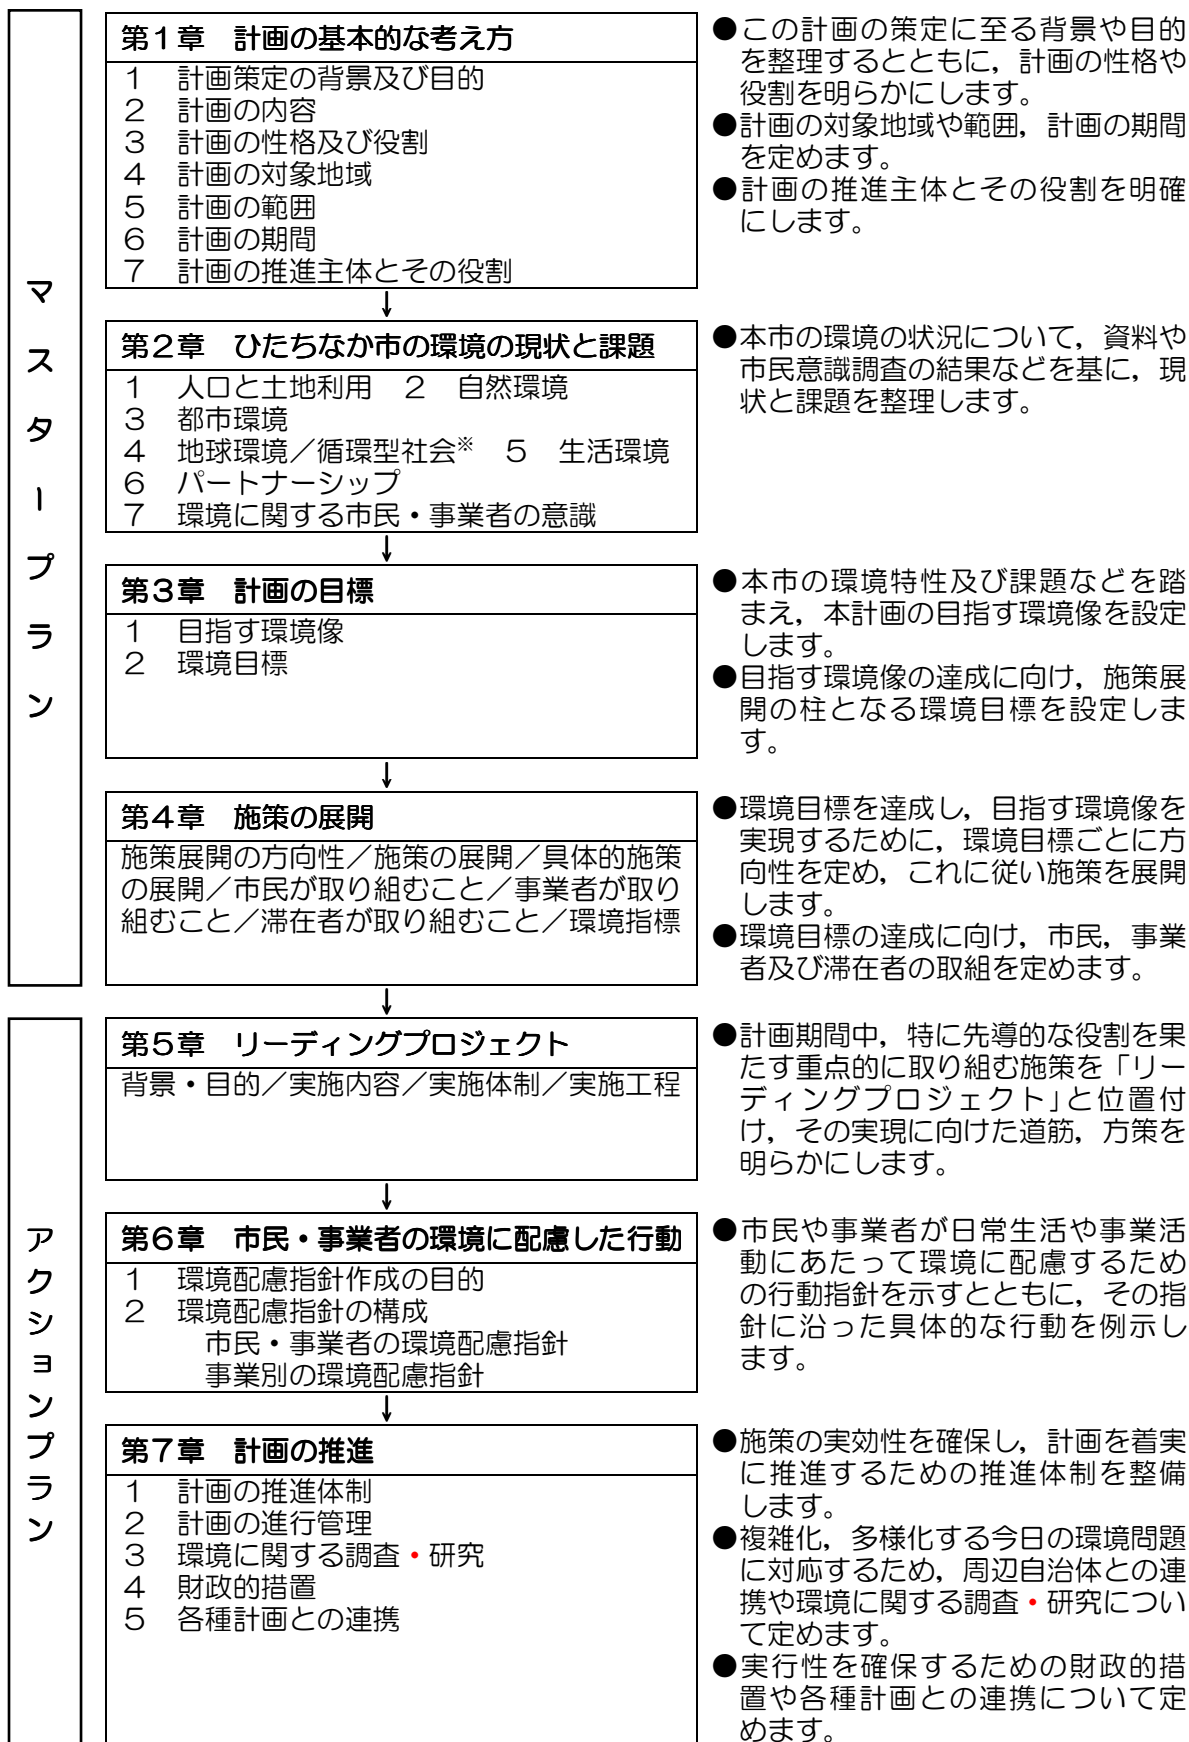 マスタープラン
第１章　計画の基本的な考え方
１　計画策定の背景及び目的
２　計画の内容
３　計画の性格及び役割
４　計画の対象地域
５　計画の範囲
６　計画の期間
７　計画の推進主体とその役割
●この計画の策定に至る背景や目的
を整理するとともに，計画の性格や
役割を明らかにします。
●計画の対象地域や範囲，計画の期間
を定めます。
●計画の推進主体とその役割を明確
にします。
↓
第２章　ひたちなか市の環境の現状と課題
１　人口と土地利用　２　自然環境
３　都市環境
４　地球環境／循環型社会※　５　生活環境
６　パートナーシップ
７　環境に関する市民・事業者の意識
●本市の環境の状況について，資料や
市民意識調査の結果などを基に，現
状と課題を整理します。
↓
第３章　計画の目標
１　目指す環境像
２　環境目標
●本市の環境特性及び課題などを踏
まえ，本計画の目指す環境像を設定
します。
●目指す環境像の達成に向け，施策展
開の柱となる環境目標を設定しま
す。
↓
第４章　施策の展開
施策展開の方向性／施策の展開／具体的施策
の展開／市民が取り組むこと／事業者が取り
組むこと／滞在者が取り組むこと／環境指標
●環境目標を達成し，目指す環境像を
実現するために，環境目標ごとに方
向性を定め，これに従い施策を展開
します。
●環境目標の達成に向け，市民，事業
者及び滞在者の取組を定めます。
↓
アクションプラン
第５章　リーディングプロジェクト
背景・目的／実施内容／実施体制／実施工程
●計画期間中，特に先導的な役割を果
たす重点的に取り組む施策を「リー
ディングプロジェクト」と位置付
け，その実現に向けた道筋，方策を
明らかにします。
↓
第６章　市民・事業者の環境に配慮した行動
１　環境配慮指針作成の目的
２　環境配慮指針の構成
市民・事業者の環境配慮指針
事業別の環境配慮指針
●市民や事業者が日常生活や事業活
動にあたって環境に配慮するため
の行動指針を示すとともに，その指
針に沿った具体的な行動を例示し
ます。
↓
第７章　計画の推進
１　計画の推進体制
２　計画の進行管理
３　環境に関する調査・研究
４　財政的措置
５　各種計画との連携
●施策の実効性を確保し，計画を着実
に推進するための推進体制を整備
します。
●複雑化，多様化する今日の環境問題
に対応するため，周辺自治体との連
携や環境に関する調査・研究につい
て定めます。
●実行性を確保するための財政的措
置や各種計画との連携について定
めます。